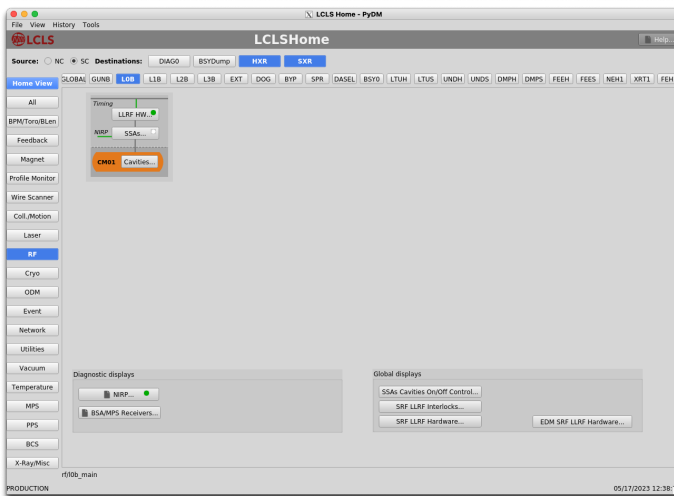 LCLS Home - PyDM
File View History Tools
LCLS LCLSHome Help...
Source: NC SC Destinations: DIAG0 BSYDump HXR SXR
Home View GLOBAL GUNB L0B L1B L2B L3B EXT DOG BYP SPR DASEL BSY0 LTUH LTUS UNDH UNDS DMPH DMPS FEEH FEES NEH1 XRT1 FEH
All
BPM/Toro/BLen
Feedback
Magnet
Profile Monitor
Wire Scanner
Coll./Motion
Laser
RF
Cryo
ODM
Event
Network
Utilities
Vacuum
Temperature
MPS
PPS
BCS
X-Ray/Misc
Timing
LLRF HW...
NIRP SSAs...
CM01 Cavities...
Diagnostic displays
NIRP...
BSA/MPS Receivers...
Global displays
SSAs Cavities On/Off Control...
SRF LLRF Interlocks...
SRF LLRF Hardware... EDM SRF LLRF Hardware...
rf/l0b_main
PRODUCTION 05/17/2023 12:38: